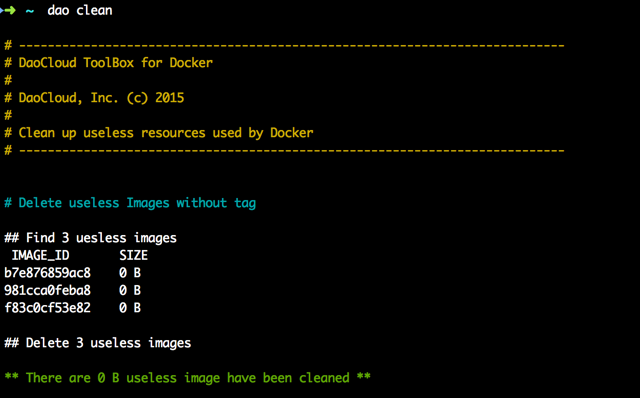 ➜ ~ dao clean
# ----------------------------------------------------------------------------
# DaoCloud ToolBox for Docker
#
# DaoCloud, Inc. (c) 2015
#
# Clean up useless resources used by Docker
# ----------------------------------------------------------------------------
# Delete useless Images without tag
## Find 3 uesless images
IMAGE_ID SIZE
b7e876859ac8 0 B
981cca0feba8 0 B
f83c0cf53e82 0 B
## Delete 3 useless images
** There are 0 B useless image have been cleaned **